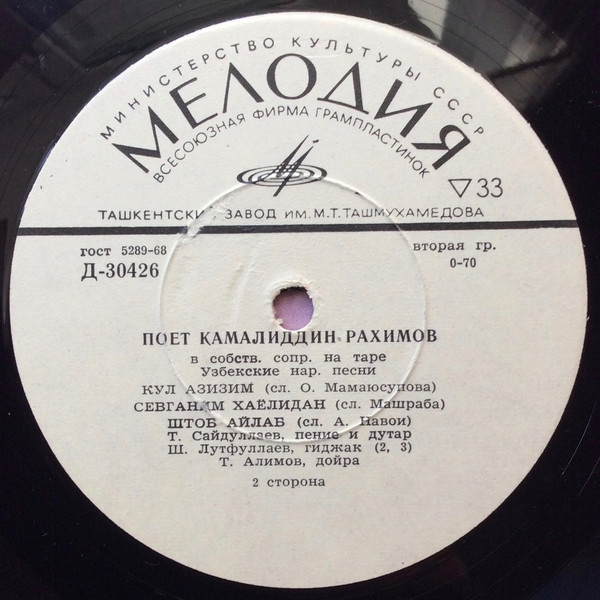 МИНИСТЕРСТВО КУЛЬТУРЫ СССР
МЕЛОДИЯ
ВСЕСОЮЗНАЯ ФИРМА ГРАМПЛАСТИНОК
33
ТАШКЕНТСКИЙ ЗАВОД ИМ. М.Т. ТАШМУХАМЕДОВА
гост 5289-68
вторая гр.
Д-30426
0-70
ПОЕТ КАМАЛИДДИН РАХИМОВ
в собств. сопр. на таре
Узбекские нар. песни
КУЛ АЗИЗИМ (сл. О. Мамаюсупова)
СЕВГАНИМ ХАЁЛИДАН (сл. Машраба)
ШТОБ АЙЛАБ (сл. А. Навои)
Т. Сайдуллаев, пение и дутар
Ш. Лутфуллаев, гиджак (2, 3)
Т. Алимов, дойра
2 сторона